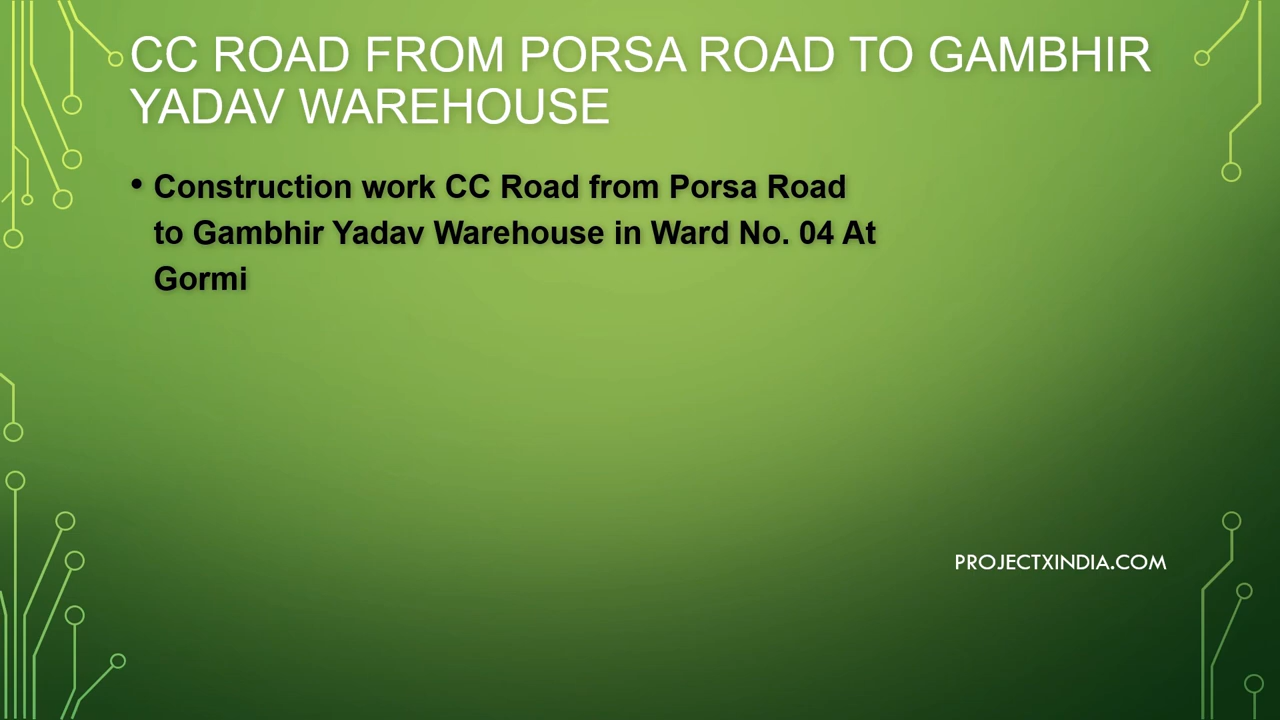 CC ROAD FROM PORSA ROAD TO GAMBHIR
YADAV WAREHOUSE
• Construction work CC Road from Porsa Road
to Gambhir Yadav Warehouse in Ward No. 04 At
Gormi
PROJECTXINDIA.COM